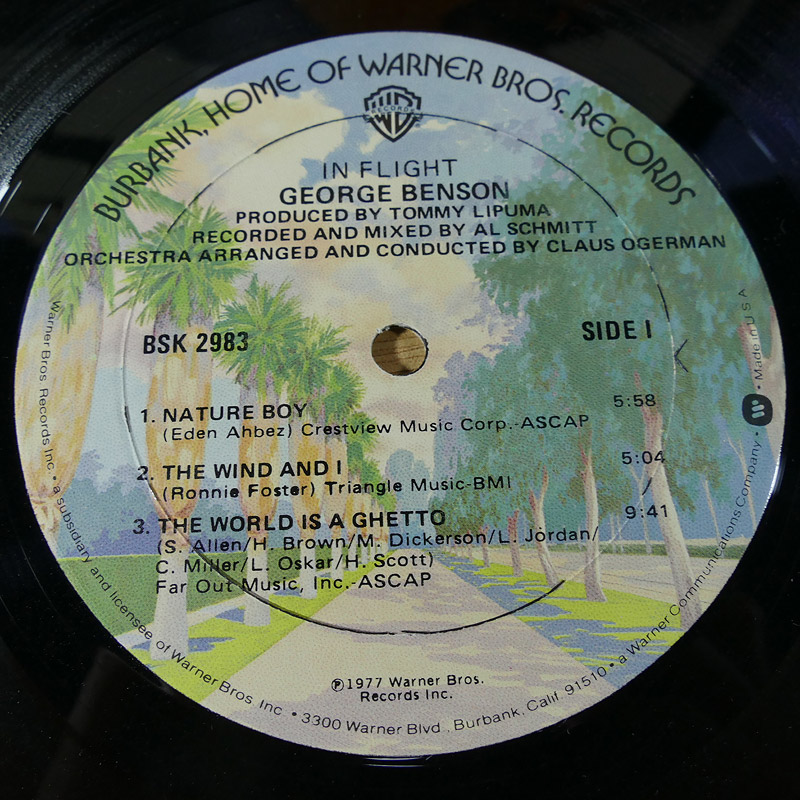 BURBANK, HOME OF WARNER BROS. RECORDS
RECORDS
IN FLIGHT
GEORGE BENSON
PRODUCED BY TOMMY LIPUMA
RECORDED AND MIXED BY AL SCHMITT
ORCHESTRA ARRANGED AND CONDUCTED BY CLAUS OGERMAN
BSK 2983
SIDE I
1. NATURE BOY 5:58
(Eden Ahbez) Crestview Music Corp.-ASCAP
2. THE WIND AND I 5:04
(Ronnie Foster) Triangle Music-BMI
3. THE WORLD IS A GHETTO 9:41
(S. Allen/H. Brown/M. Dickerson/L. Jordan/
C. Miller/L. Oskar/H. Scott)
Far Out Music, Inc.-ASCAP
℗1977 Warner Bros.
Records Inc.
Warner Bros. Records Inc. • a subsidiary and licensee of Warner Bros. Inc. • 3300 Warner Blvd., Burbank, Calif. 91510 • a Warner Communications Company • Made in U.S.A.